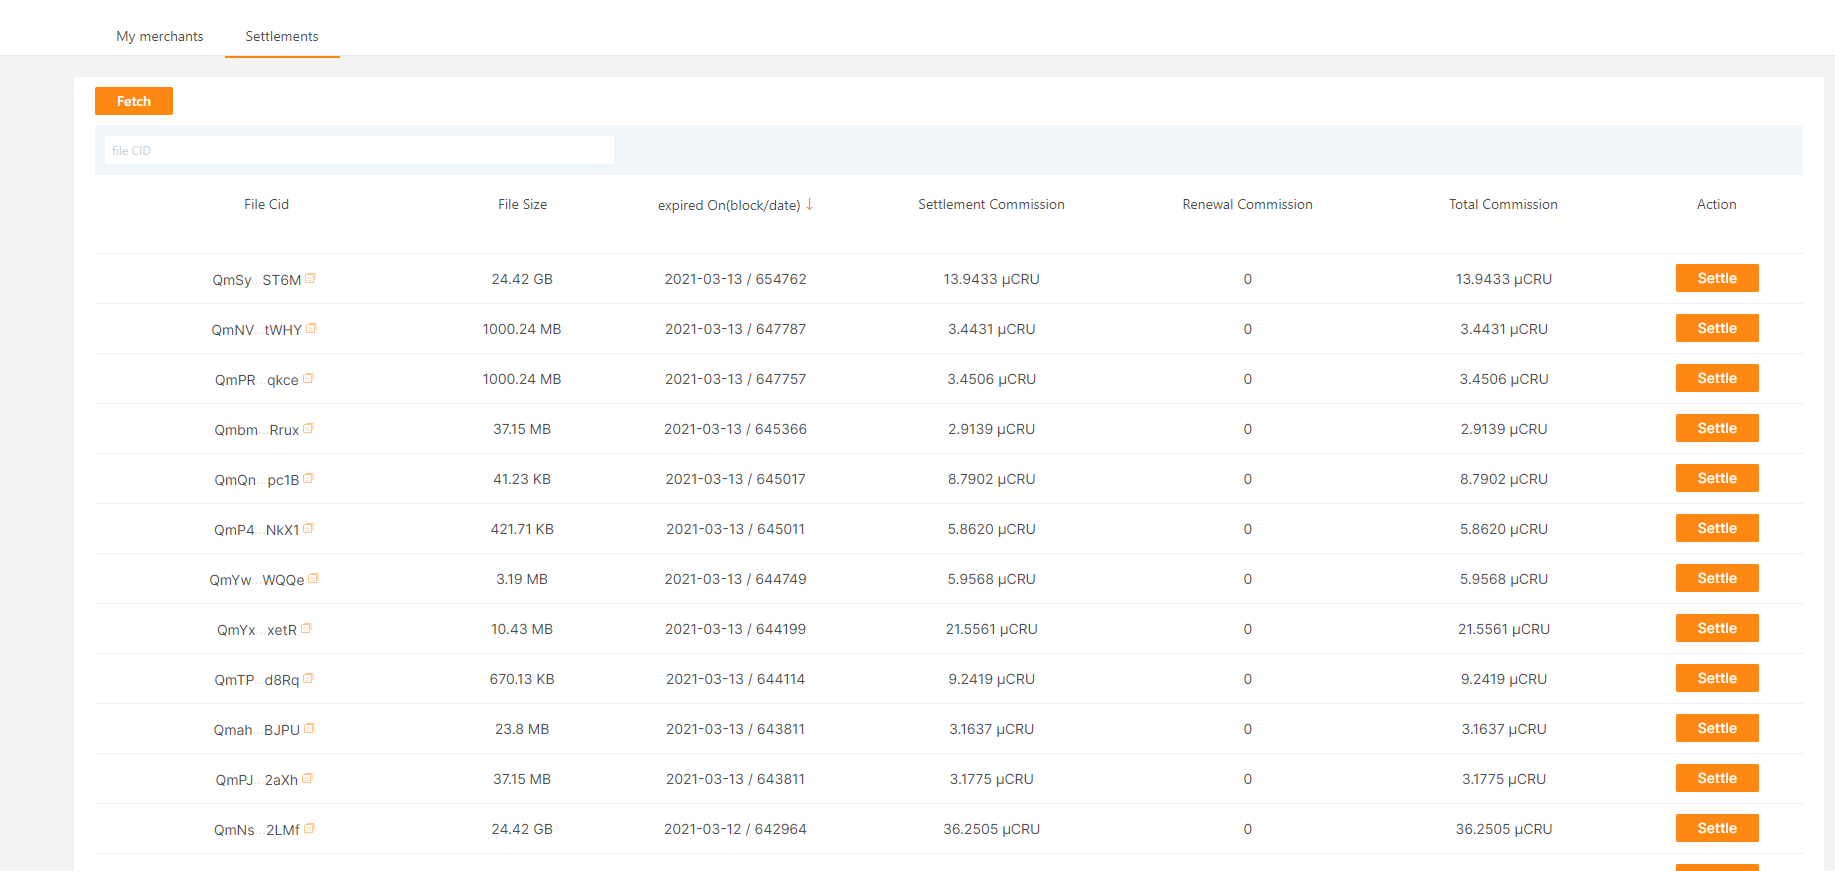 My merchants Settlements
Fetch
file CID
File Cid File Size expired On(block/date) ↓ Settlement Commission Renewal Commission Total Commission Action
QmSy...ST6M 24.42 GB 2021-03-13 / 654762 13.9433 μCRU 0 13.9433 μCRU Settle
QmNV...tWHY 1000.24 MB 2021-03-13 / 647787 3.4431 μCRU 0 3.4431 μCRU Settle
QmPR...qkce 1000.24 MB 2021-03-13 / 647757 3.4506 μCRU 0 3.4506 μCRU Settle
Qmbm...Rrux 37.15 MB 2021-03-13 / 645366 2.9139 μCRU 0 2.9139 μCRU Settle
QmQn...pc1B 41.23 KB 2021-03-13 / 645017 8.7902 μCRU 0 8.7902 μCRU Settle
QmP4...NkX1 421.71 KB 2021-03-13 / 645011 5.8620 μCRU 0 5.8620 μCRU Settle
QmYw...WQQe 3.19 MB 2021-03-13 / 644749 5.9568 μCRU 0 5.9568 μCRU Settle
QmYx...xetR 10.43 MB 2021-03-13 / 644199 21.5561 μCRU 0 21.5561 μCRU Settle
QmTP...d8Rq 670.13 KB 2021-03-13 / 644114 9.2419 μCRU 0 9.2419 μCRU Settle
Qmah...BJPU 23.8 MB 2021-03-13 / 643811 3.1637 μCRU 0 3.1637 μCRU Settle
QmPJ...2aXh 37.15 MB 2021-03-13 / 643811 3.1775 μCRU 0 3.1775 μCRU Settle
QmNs...2LMf 24.42 GB 2021-03-12 / 642964 36.2505 μCRU 0 36.2505 μCRU Settle